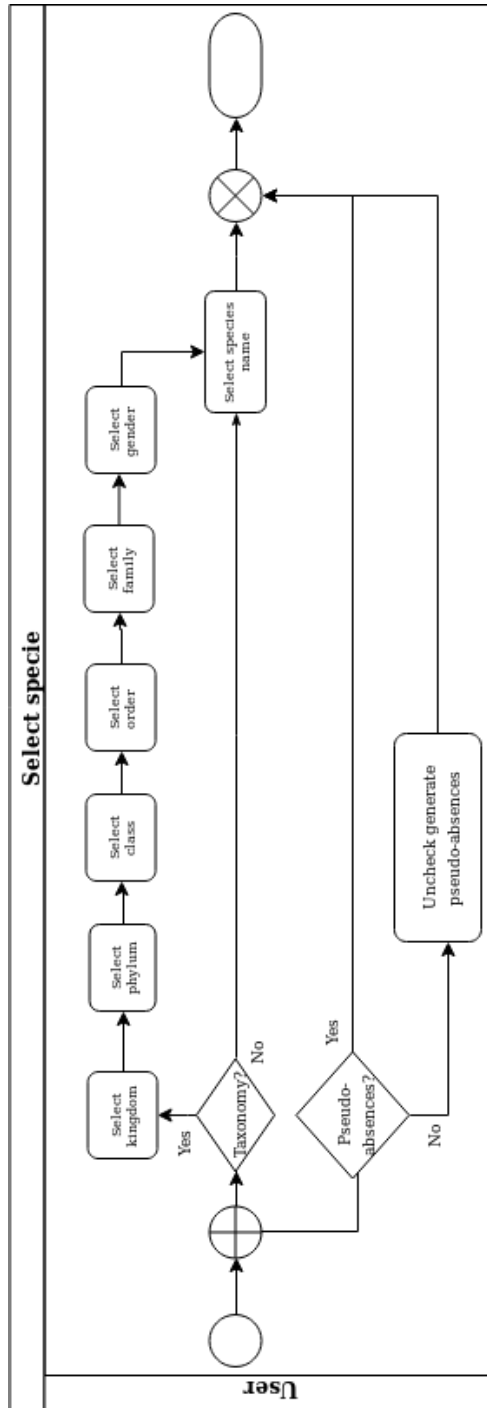 Select specie
User
Select
kingdom
Select
phylum
Select
class
Select
order
Select
family
Select
gender
Yes
Taxonomy?
No
Select species
name
Pseudo-
absences?
Yes
No
Uncheck generate
pseudo-absences